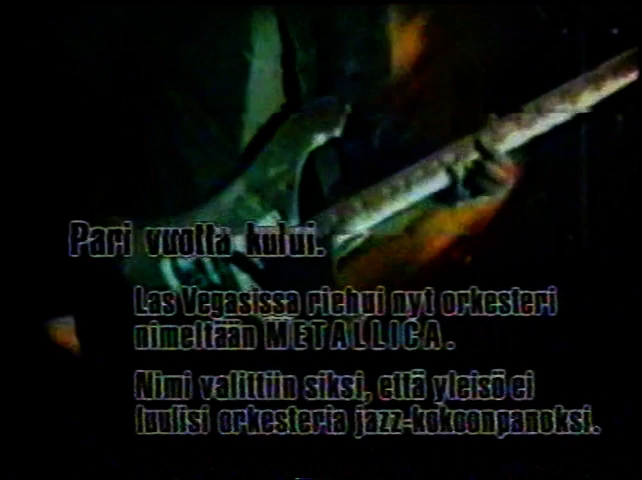 Pari vuotta kului.
Las Vegasissa riehui nyt orkesteri
nimeltään METALLICA.
Nimi valittiin siksi, että yleisö ei
luulisi orkesteria jazz-kokoonpanoksi.